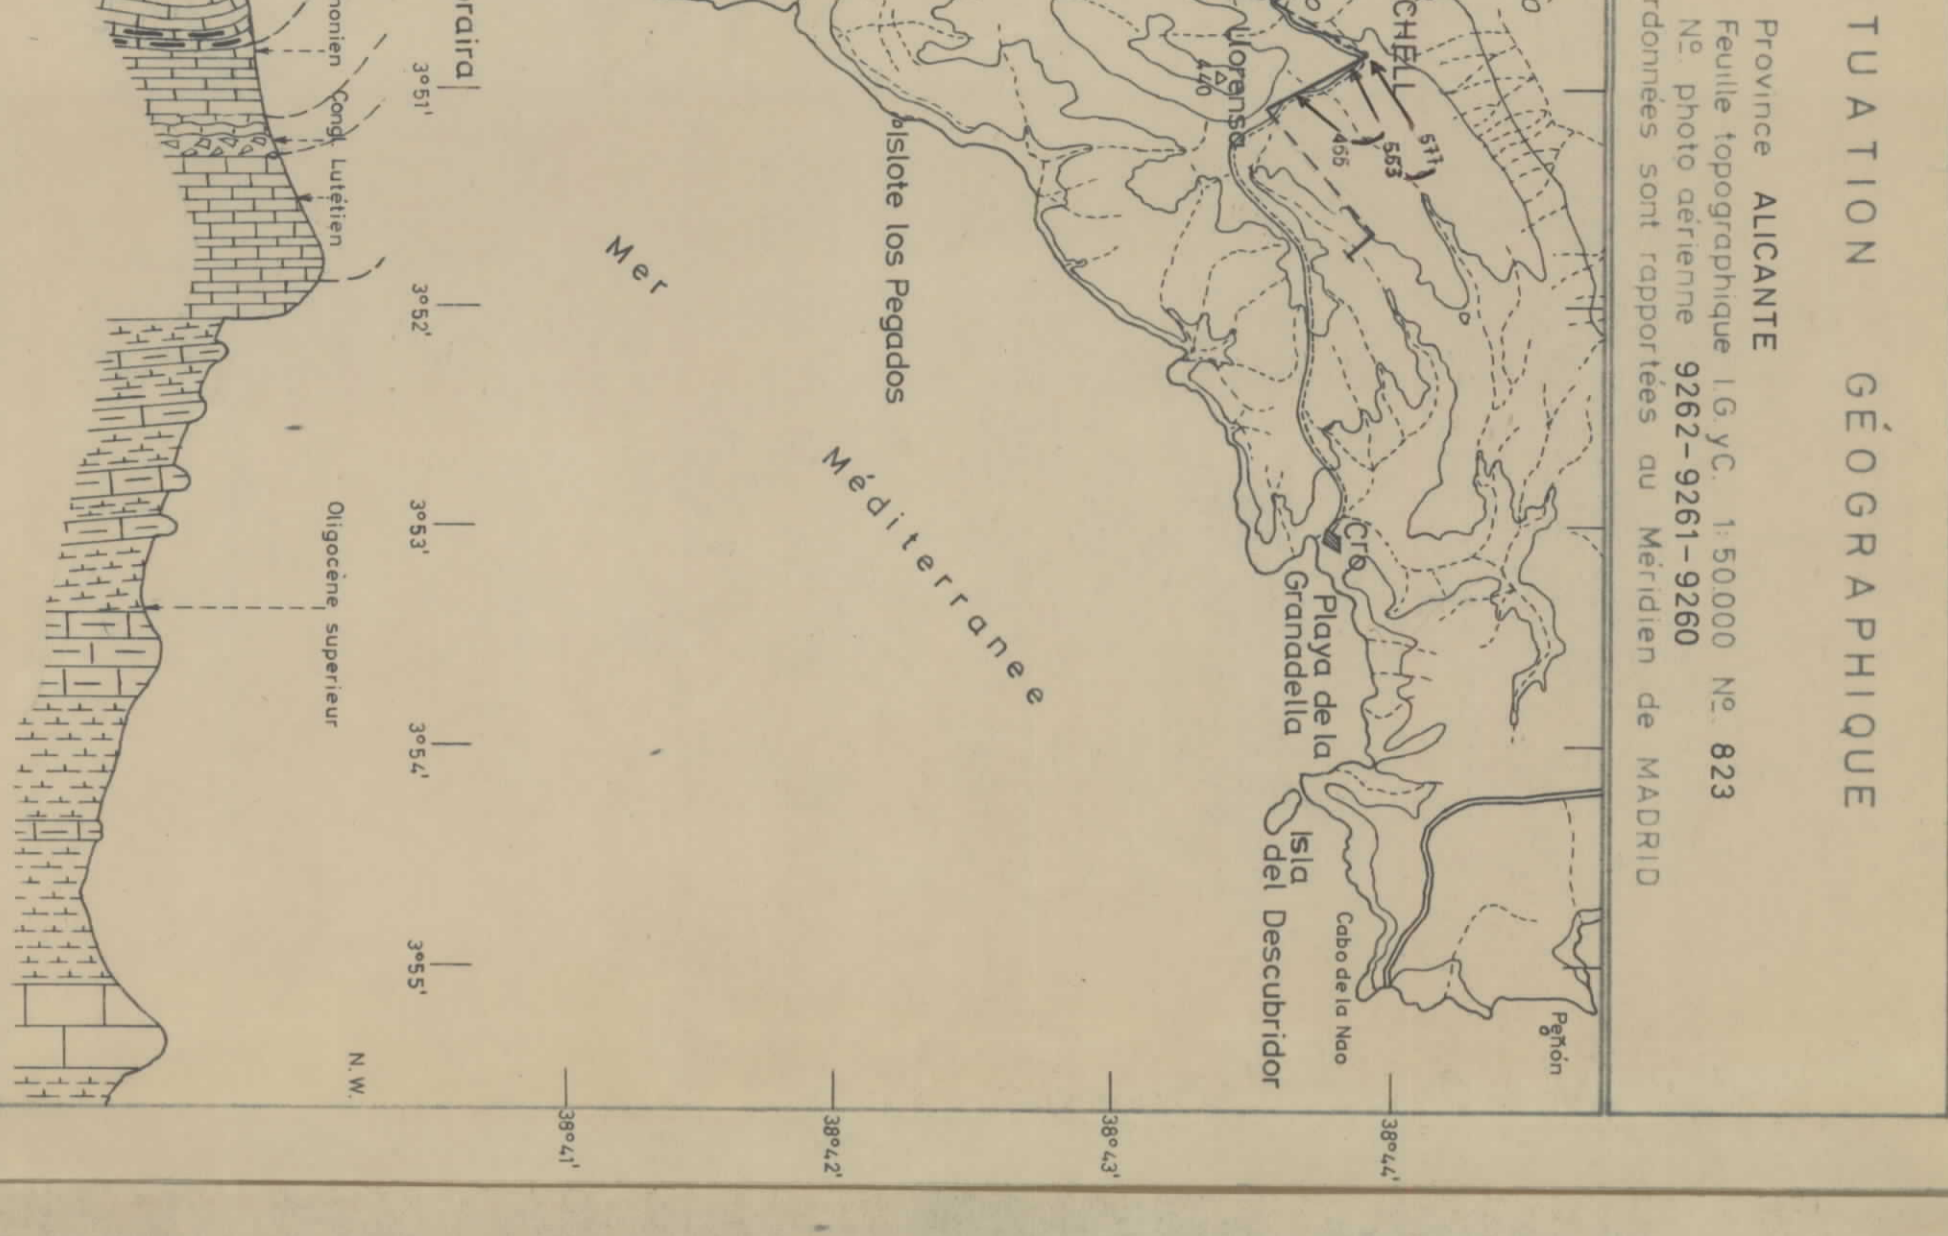 TUATION GÉOGRAPHIQUE
Province ALICANTE
Feuille topographique I.G.yC. 1:50.000 Nº. 823
Nº. photo aérienne 9262-9261-9260
rdonnées sont rapportées au Méridien de MADRID
CHELL
571
563
466
Llorensa
440
Peñón
Cro
Playa de la
Granadella
Cabo de la Nao
Isla
del Descubridor
Islote los Pegados
Mer
Méditerranee
38°44'
38°43'
38°42'
38°41'
raira
3°51'
3°52'
3°53'
3°54'
3°55'
monien
Congl.
Lutétien
Oligocène superieur
N.W.